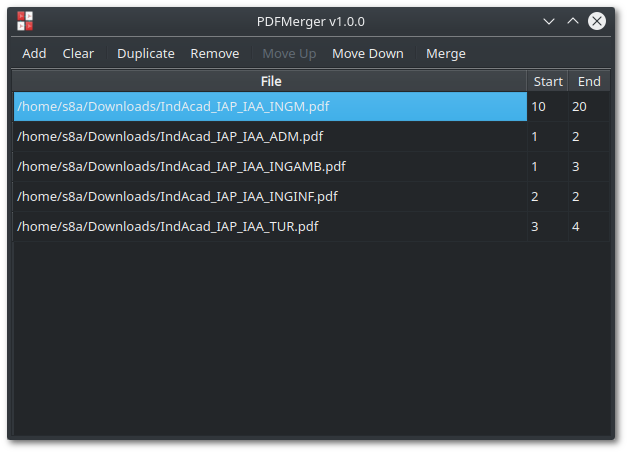 PDFMerger v1.0.0
Add Clear Duplicate Remove Move Up Move Down Merge
File Start End
/home/s8a/Downloads/IndAcad_IAP_IAA_INGM.pdf 10 20
/home/s8a/Downloads/IndAcad_IAP_IAA_ADM.pdf 1 2
/home/s8a/Downloads/IndAcad_IAP_IAA_INGAMB.pdf 1 3
/home/s8a/Downloads/IndAcad_IAP_IAA_INGINF.pdf 2 2
/home/s8a/Downloads/IndAcad_IAP_IAA_TUR.pdf 3 4